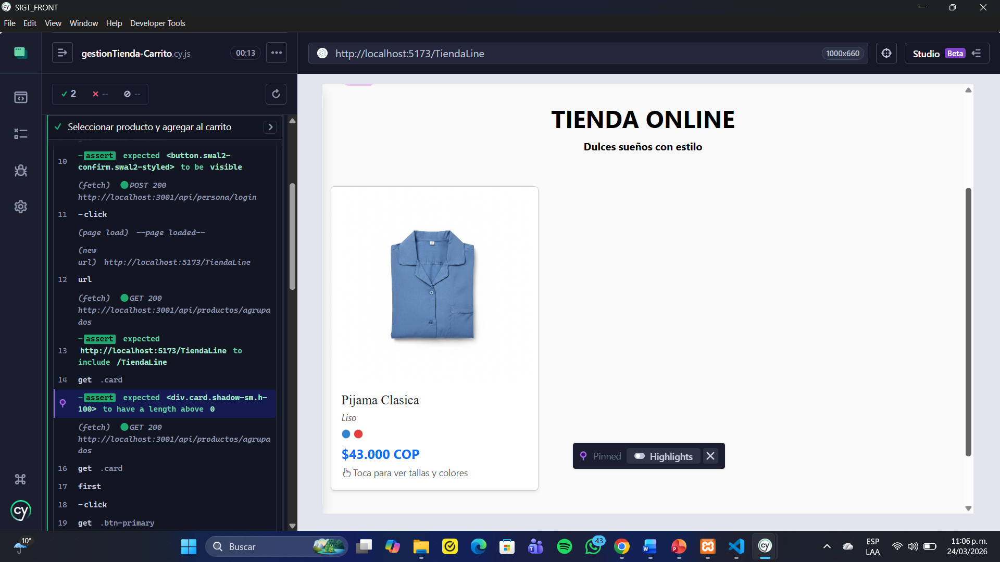 SIGT_FRONT
File Edit View Window Help Developer Tools
gestionTienda-Carrito.cy.js
00:13
http://localhost:5173/TiendaLine
1000x660
Studio Beta
2 -- --
Seleccionar producto y agregar al carrito
10 -assert expected <button.swal2-
confirm.swal2-styled> to be visible
(fetch) POST 200
http://localhost:3001/api/persona/login
11 -click
(page load) --page loaded--
(new
url) http://localhost:5173/TiendaLine
12 url
(fetch) GET 200
http://localhost:3001/api/productos/agrupa
dos
-assert expected
13 http://localhost:5173/TiendaLine to
include /TiendaLine
14 get .card
-assert expected <div.card.shadow-sm.h-
100> to have a length above 0
(fetch) GET 200
http://localhost:3001/api/productos/agrupa
dos
16 get .card
17 first
18 -click
19 get .btn-primary
TIENDA ONLINE
Dulces sueños con estilo
Pijama Clasica
Liso
$43.000 COP
Toca para ver tallas y colores
Pinned Highlights
cy
10°
Buscar
43
ESP
LAA
11:06 p. m.
24/03/2026